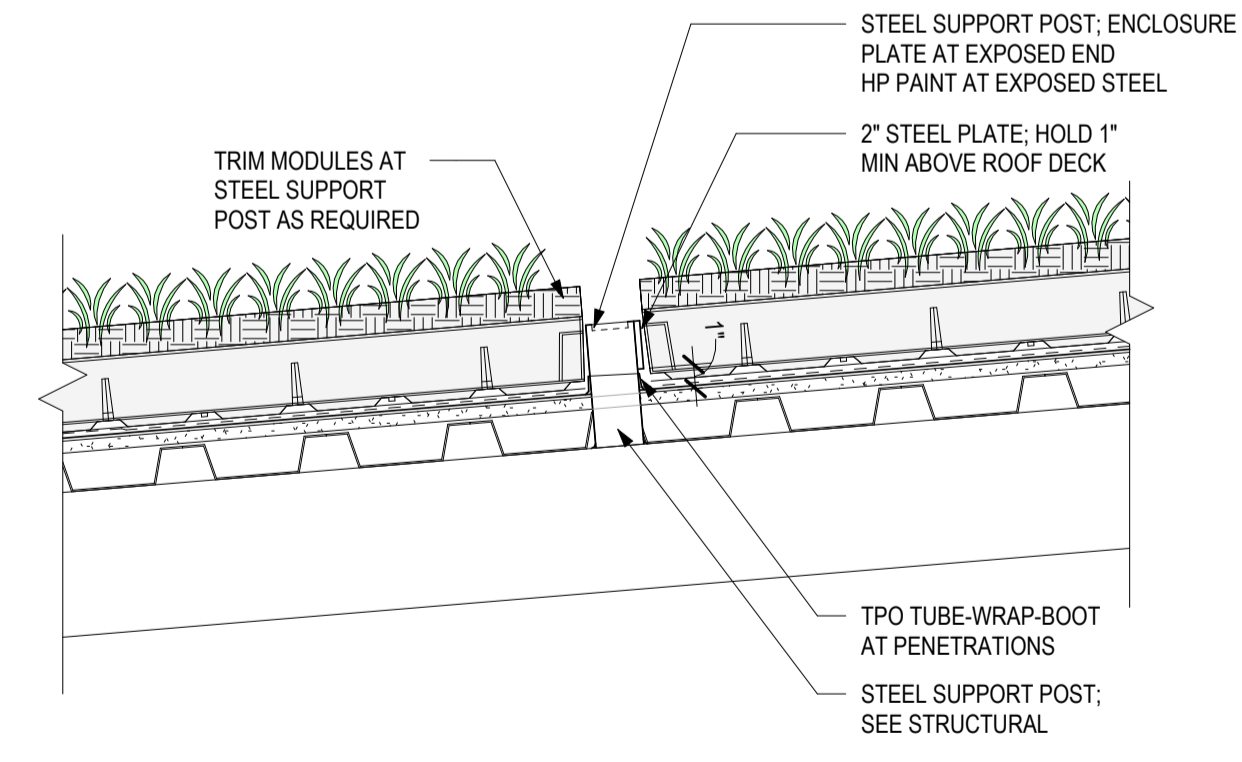 STEEL SUPPORT POST; ENCLOSURE
PLATE AT EXPOSED END
HP PAINT AT EXPOSED STEEL
2" STEEL PLATE; HOLD 1"
MIN ABOVE ROOF DECK
TRIM MODULES AT
STEEL SUPPORT
POST AS REQUIRED
1"
TPO TUBE-WRAP-BOOT
AT PENETRATIONS
STEEL SUPPORT POST;
SEE STRUCTURAL